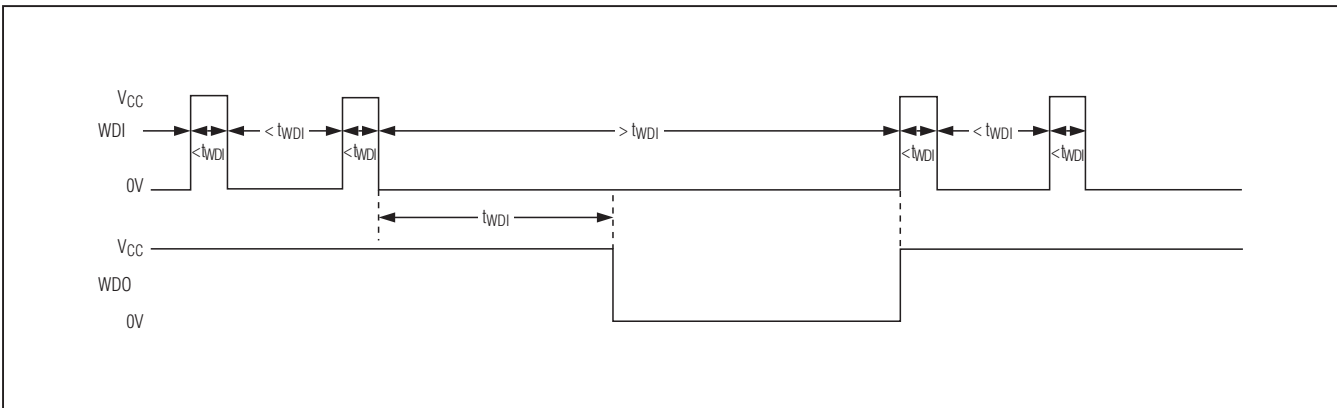 VCC
WDI
< tWDI
> tWDI
< tWDI
<tWDI
<tWDI
<tWDI
<tWDI
0V
tWDI
VCC
WDO
0V